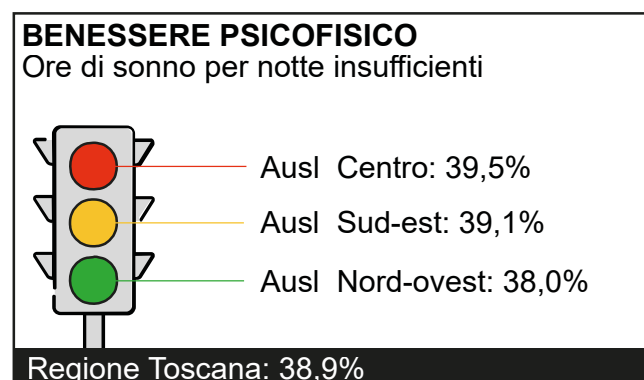 BENESSERE PSICOFISICO
Ore di sonno per notte insufficienti
Ausl Centro: 39,5%
Ausl Sud-est: 39,1%
Ausl Nord-ovest: 38,0%
Regione Toscana: 38,9%